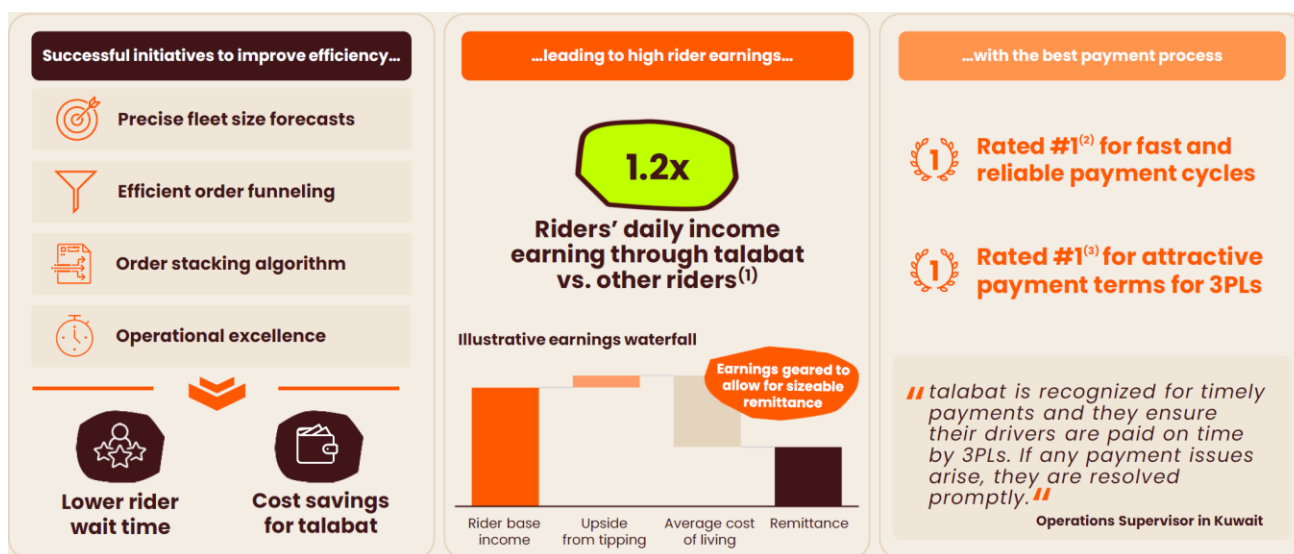 Successful initiatives to improve efficiency...
Precise fleet size forecasts
Efficient order funneling
Order stacking algorithm
Operational excellence
Lower rider
wait time
Cost savings
for talabat
...leading to high rider earnings...
1.2x
Riders' daily income
earning through talabat
vs. other riders(1)
Illustrative earnings waterfall
Earnings geared to
allow for sizeable
remittance
Rider base
income
Upside
from tipping
Average cost
of living
Remittance
...with the best payment process
1
Rated #1(2) for fast and
reliable payment cycles
1
Rated #1(3) for attractive
payment terms for 3PLs
"talabat is recognized for timely
payments and they ensure
their drivers are paid on time
by 3PLs. If any payment issues
arise, they are resolved
promptly."
Operations Supervisor in Kuwait